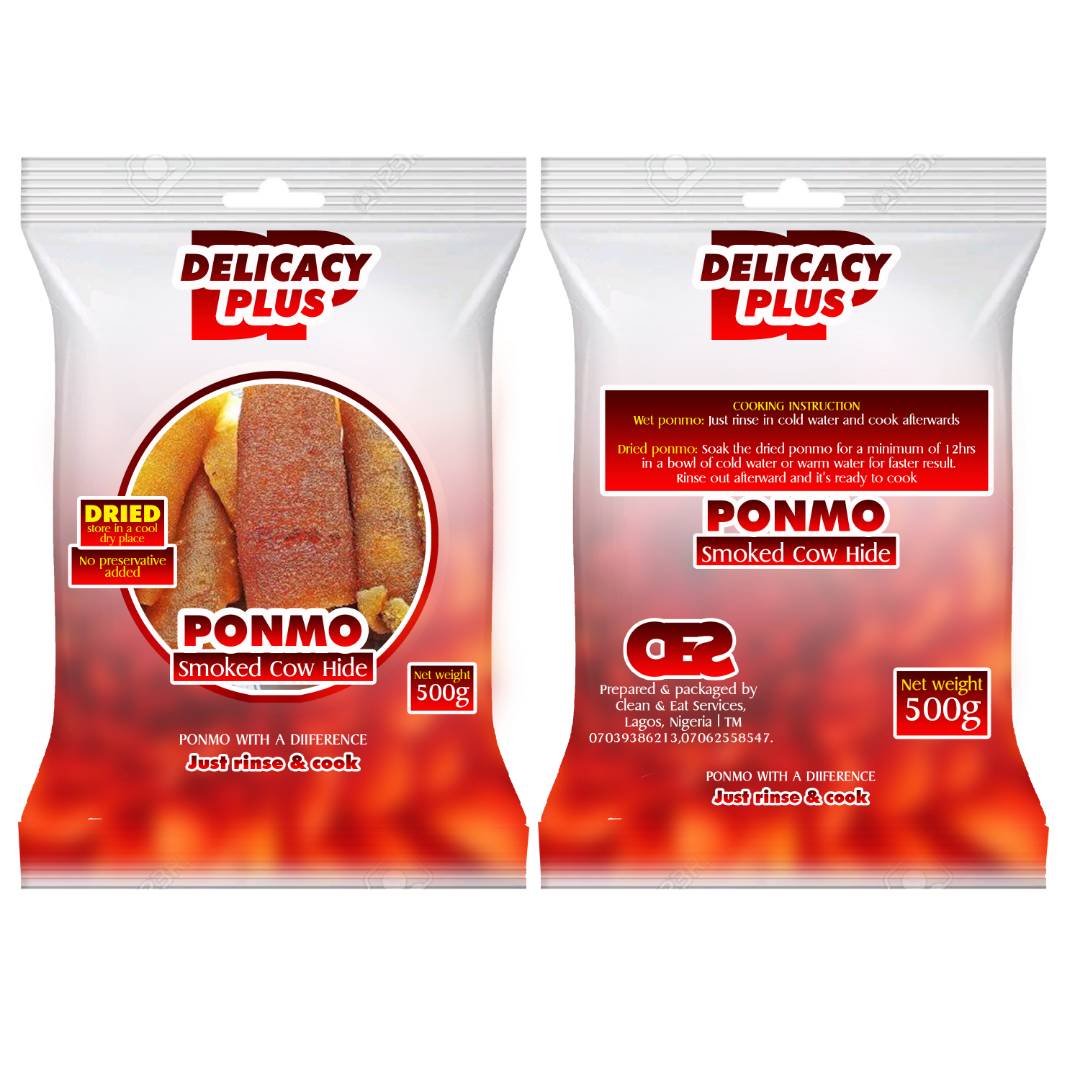 DP
DELICACY
PLUS
DRIED
store in a cool
dry place
No preservative
added
PONMO
Smoked Cow Hide
Net weight
500g
PONMO WITH A DIIFERENCE
Just rinse & cook
DP
DELICACY
PLUS
COOKING INSTRUCTION
Wet ponmo: Just rinse in cold water and cook afterwards
Dried ponmo: Soak the dried ponmo for a minimum of 12hrs
in a bowl of cold water or warm water for faster result.
Rinse out afterward and it's ready to cook
PONMO
Smoked Cow Hide
Prepared & packaged by
Clean & Eat Services,
Lagos, Nigeria | TM
07039386213,07062558547.
Net weight
500g
PONMO WITH A DIIFERENCE
Just rinse & cook